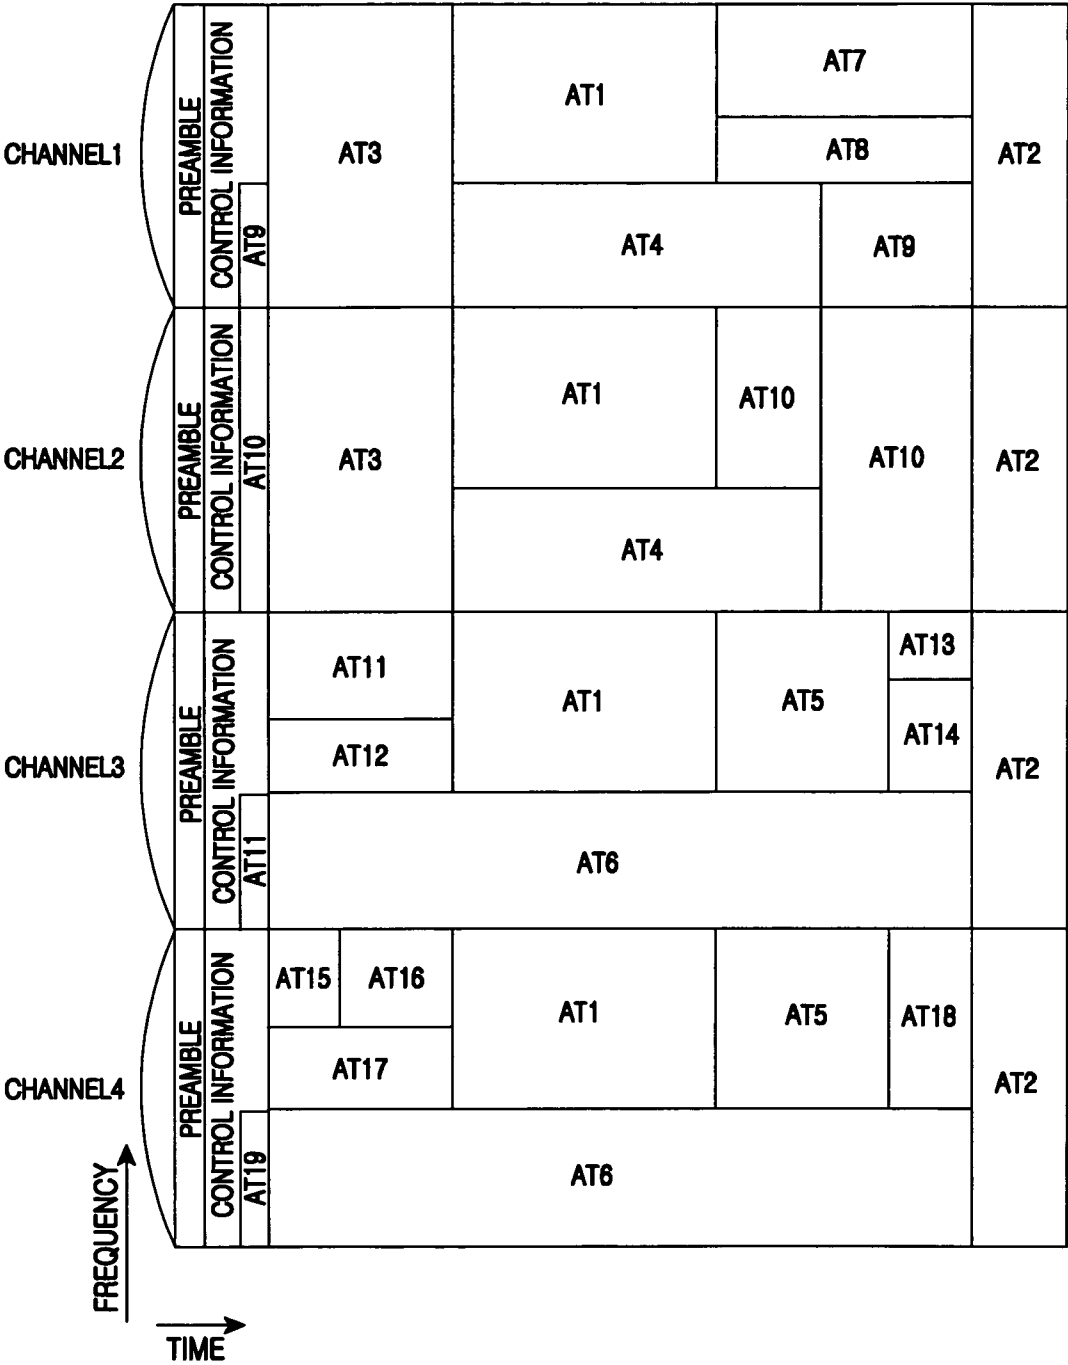 CHANNEL1
PREAMBLE
CONTROL INFORMATION
AT9
AT3
AT1
AT7
AT8
AT4
AT9
AT2
CHANNEL2
PREAMBLE
CONTROL INFORMATION
AT10
AT3
AT1
AT10
AT4
AT10
AT2
CHANNEL3
PREAMBLE
CONTROL INFORMATION
AT11
AT11
AT12
AT1
AT5
AT13
AT14
AT6
AT2
CHANNEL4
PREAMBLE
CONTROL INFORMATION
AT19
AT15
AT16
AT17
AT1
AT5
AT18
AT6
AT2
FREQUENCY
TIME